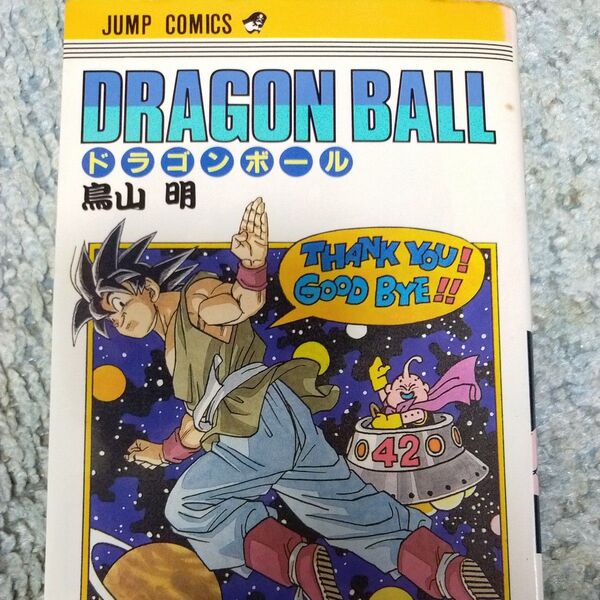 JUMP COMICS
DRAGON BALL
ドラゴンボール
鳥山 明
THANK YOU!
GOOD BYE!!
42